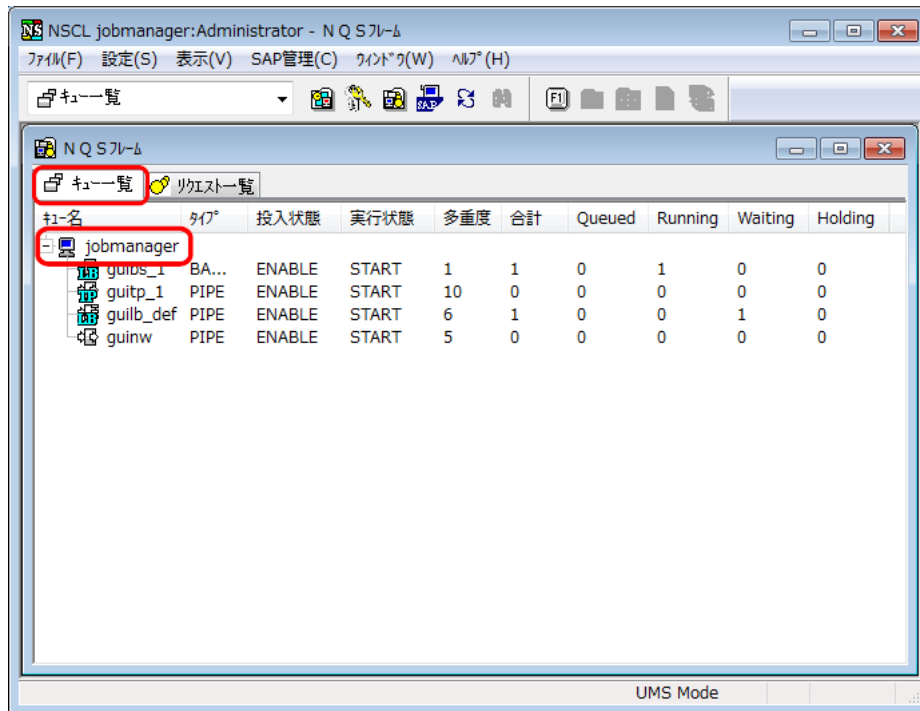 NSCL jobmanager:Administrator - N Q Sﾌﾚｰﾑ
ﾌｧｲﾙ(F) 設定(S) 表示(V) SAP管理(C) ｳｨﾝﾄﾞｳ(W) ﾍﾙﾌﾟ(H)
ｷｭｰ一覧
N Q Sﾌﾚｰﾑ
ｷｭｰ一覧 ﾘｸｴｽﾄ一覧
ｷｭｰ名 ﾀｲﾌﾟ 投入状態 実行状態 多重度 合計 Queued Running Waiting Holding
jobmanager
guibs_1 BA... ENABLE START 1 1 0 1 0 0
guitp_1 PIPE ENABLE START 10 0 0 0 0 0
guilb_def PIPE ENABLE START 6 1 0 0 1 0
guinw PIPE ENABLE START 5 0 0 0 0 0
UMS Mode